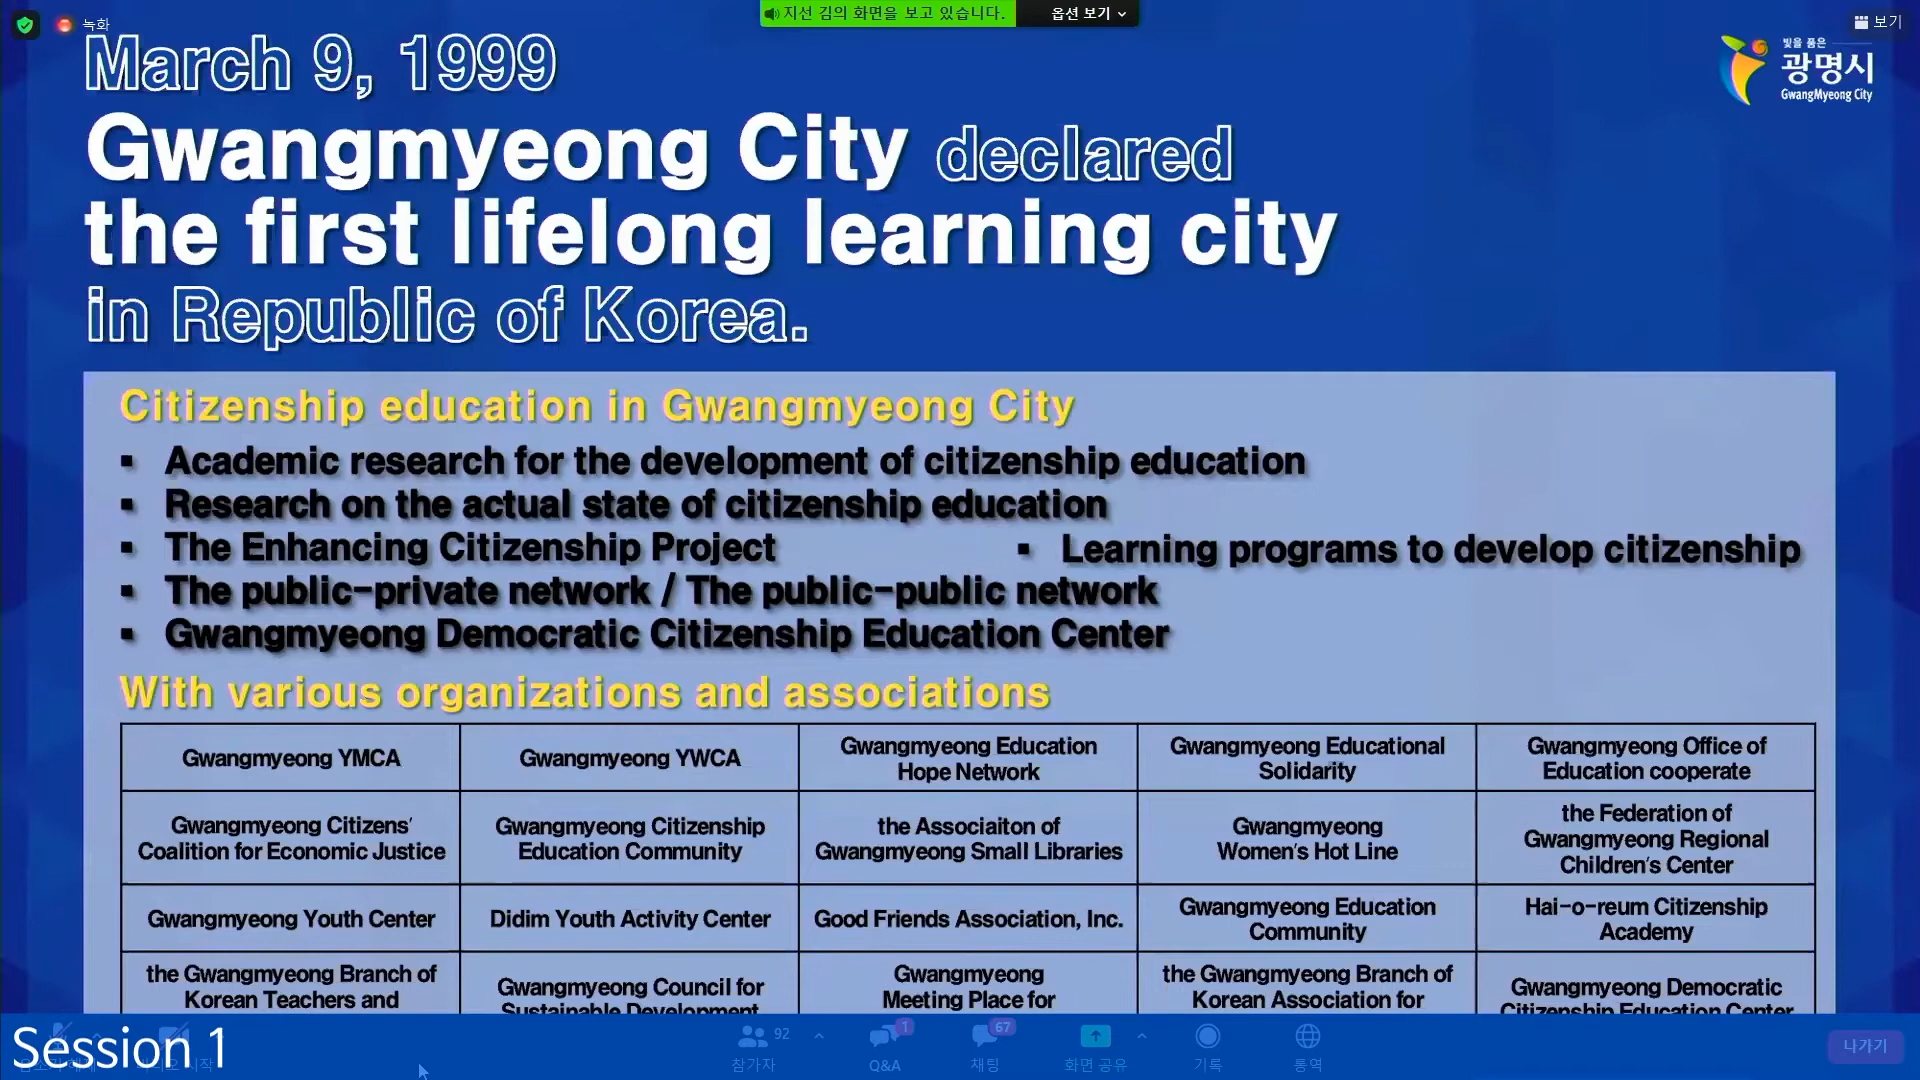 녹화
지선 김의 화면을 보고 있습니다.
옵션 보기
보기
March 9, 1999
빛을 품은
광명시
GwangMyeong City
Gwangmyeong City declared
the first lifelong learning city
in Republic of Korea.
Citizenship education in Gwangmyeong City
▪ Academic research for the development of citizenship education
▪ Research on the actual state of citizenship education
▪ The Enhancing Citizenship Project
▪ Learning programs to develop citizenship
▪ The public-private network / The public-public network
▪ Gwangmyeong Democratic Citizenship Education Center
With various organizations and associations
Gwangmyeong YMCA
Gwangmyeong YWCA
Gwangmyeong Education
Hope Network
Gwangmyeong Educational
Solidarity
Gwangmyeong Office of
Education cooperate
Gwangmyeong Citizens'
Coalition for Economic Justice
Gwangmyeong Citizenship
Education Community
the Associaiton of
Gwangmyeong Small Libraries
Gwangmyeong
Women's Hot Line
the Federation of
Gwangmyeong Regional
Children's Center
Gwangmyeong Youth Center
Didim Youth Activity Center
Good Friends Association, Inc.
Gwangmyeong Education
Community
Hai-o-reum Citizenship
Academy
the Gwangmyeong Branch of
Korean Teachers and
Gwangmyeong Council for
Sustainable Development
Gwangmyeong
Meeting Place for
the Gwangmyeong Branch of
Korean Association for
Gwangmyeong Democratic
Citizenship Education Center
Session 1
92
참가자
1
Q&A
67
채팅
화면 공유
기록
통역
나가기